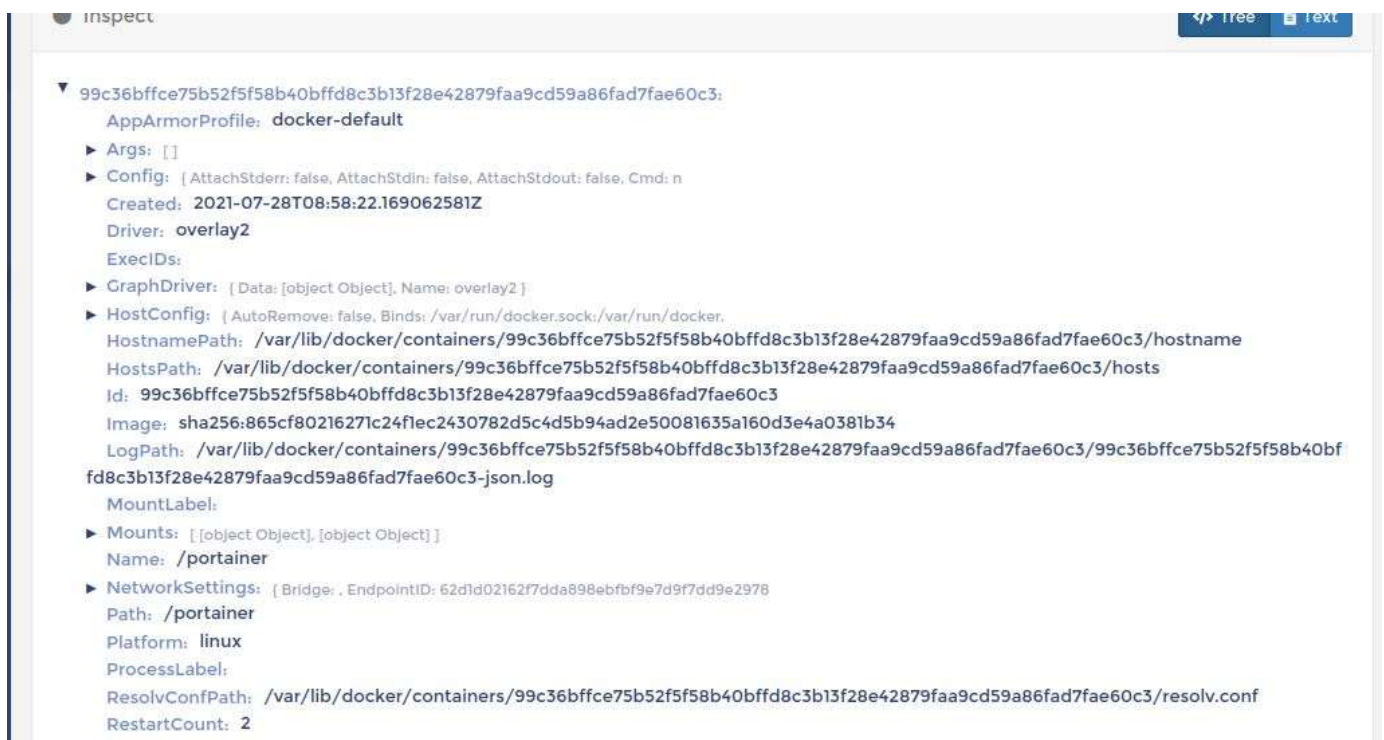 Inspect
</> Tree Text
99c36bffce75b52f5f58b40bffd8c3b13f28e42879faa9cd59a86fad7fae60c3:
AppArmorProfile: docker-default
Args: [ ]
Config: { AttachStderr: false, AttachStdin: false, AttachStdout: false, Cmd: n
Created: 2021-07-28T08:58:22.169062581Z
Driver: overlay2
ExecIDs:
GraphDriver: { Data: [object Object], Name: overlay2 }
HostConfig: { AutoRemove: false, Binds: /var/run/docker.sock:/var/run/docker.
HostnamePath: /var/lib/docker/containers/99c36bffce75b52f5f58b40bffd8c3b13f28e42879faa9cd59a86fad7fae60c3/hostname
HostsPath: /var/lib/docker/containers/99c36bffce75b52f5f58b40bffd8c3b13f28e42879faa9cd59a86fad7fae60c3/hosts
Id: 99c36bffce75b52f5f58b40bffd8c3b13f28e42879faa9cd59a86fad7fae60c3
Image: sha256:865cf80216271c24f1ec2430782d5c4d5b94ad2e50081635a160d3e4a0381b34
LogPath: /var/lib/docker/containers/99c36bffce75b52f5f58b40bffd8c3b13f28e42879faa9cd59a86fad7fae60c3/99c36bffce75b52f5f58b40bf
fd8c3b13f28e42879faa9cd59a86fad7fae60c3-json.log
MountLabel:
Mounts: [ [object Object], [object Object] ]
Name: /portainer
NetworkSettings: { Bridge: , EndpointID: 62d1d02162f7dda898ebfbf9e7d9f7dd9e2978
Path: /portainer
Platform: linux
ProcessLabel:
ResolvConfPath: /var/lib/docker/containers/99c36bffce75b52f5f58b40bffd8c3b13f28e42879faa9cd59a86fad7fae60c3/resolv.conf
RestartCount: 2